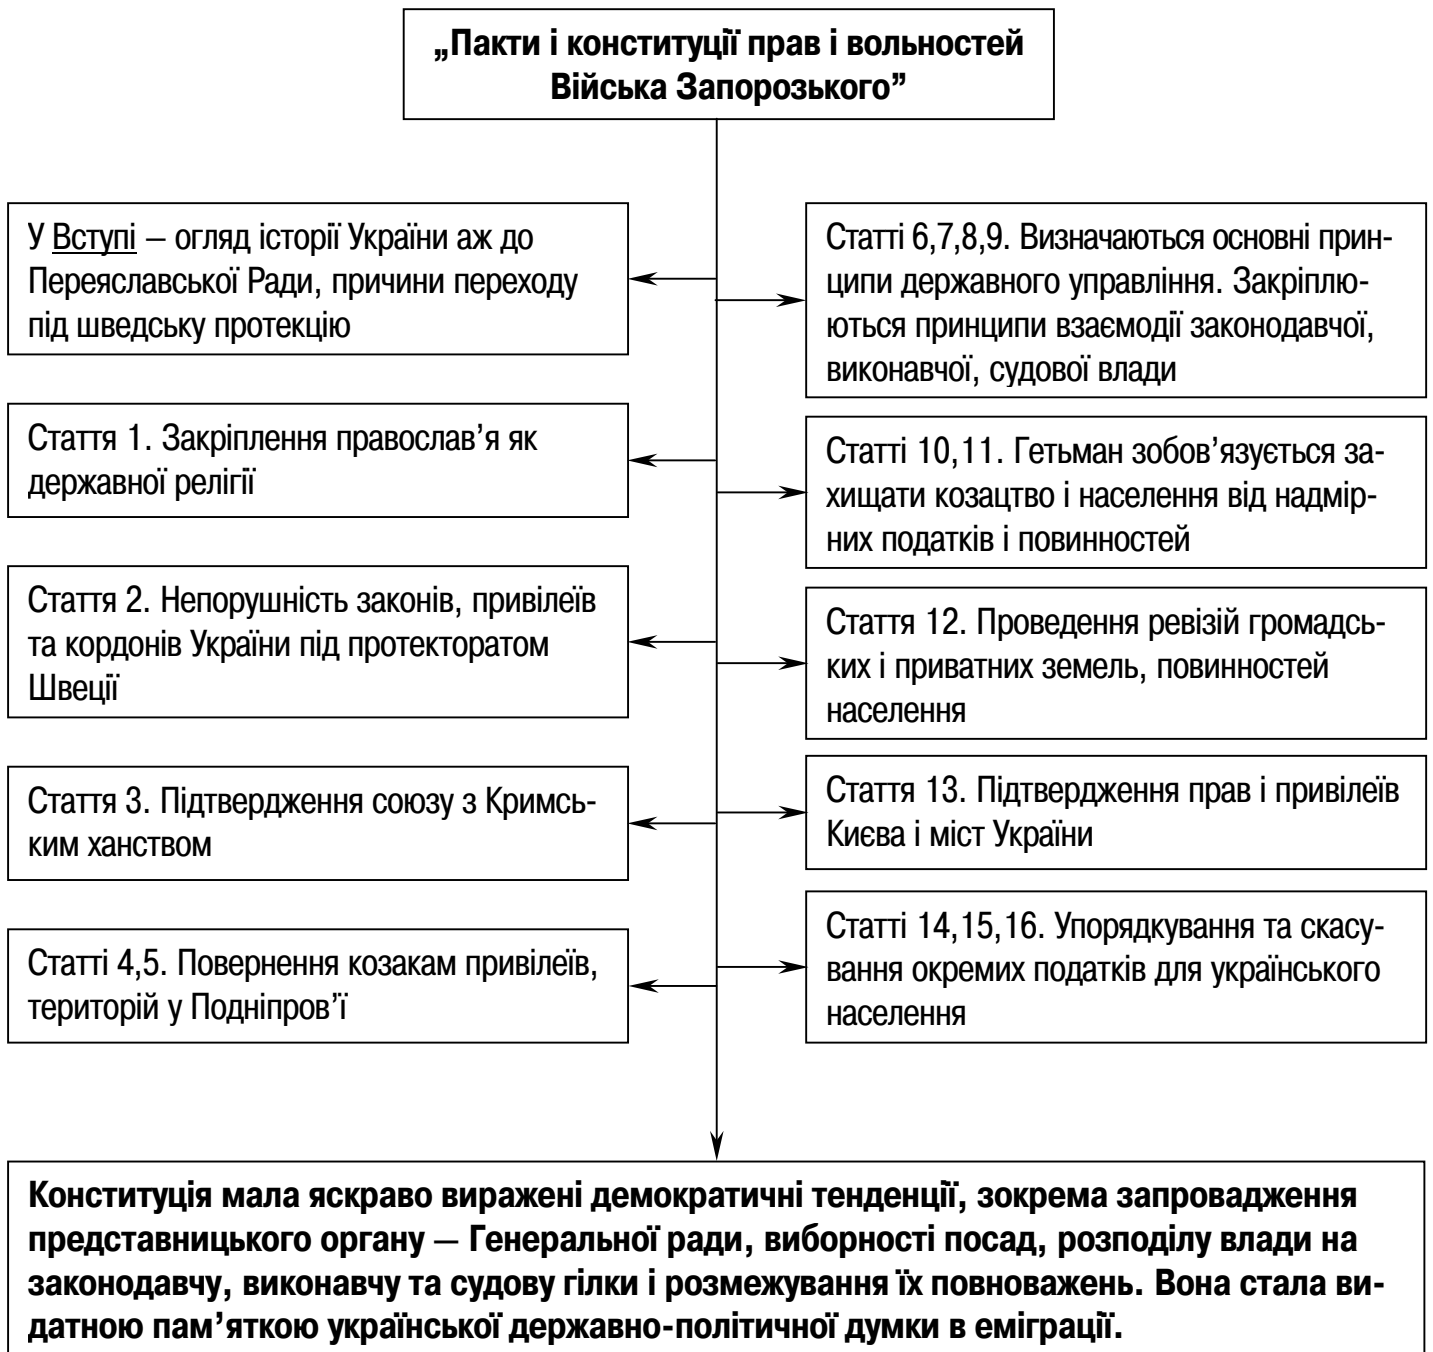 „Пакти і конституції прав і вольностей
Війська Запорозького”
У Вступі – огляд історії України аж до
Переяславської Ради, причини переходу
під шведську протекцію
Стаття 1. Закріплення православ’я як
державної релігії
Стаття 2. Непорушність законів, привілеїв
та кордонів України під протекторатом
Швеції
Стаття 3. Підтвердження союзу з Кримсь-
ким ханством
Статті 4,5. Повернення козакам привілеїв,
територій у Подніпров’ї
Статті 6,7,8,9. Визначаються основні прин-
ципи державного управління. Закріплю-
ються принципи взаємодії законодавчої,
виконавчої, судової влади
Статті 10,11. Гетьман зобов’язується за-
хищати козацтво і населення від надмір-
них податків і повинностей
Стаття 12. Проведення ревізій громадсь-
ких і приватних земель, повинностей
населення
Стаття 13. Підтвердження прав і привілеїв
Києва і міст України
Статті 14,15,16. Упорядкування та скасу-
вання окремих податків для українського
населення
Конституція мала яскраво виражені демократичні тенденції, зокрема запровадження
представницького органу – Генеральної ради, виборності посад, розподілу влади на
законодавчу, виконавчу та судову гілки і розмежування їх повноважень. Вона стала ви-
датною пам’яткою української державно-політичної думки в еміграції.